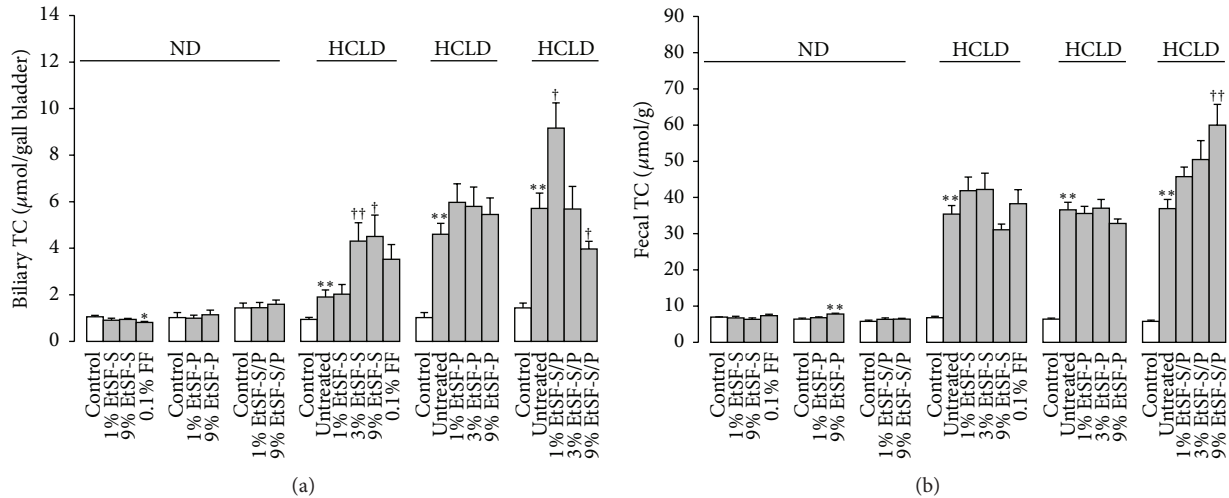 14
12
10
8
6
4
2
0
Biliary TC (μmol/gall bladder)
ND
HCLD
HCLD
HCLD
*
**
††
†
**
**
†
†
Control
1% EtSF-S
9% EtSF-S
0.1% FF
Control
1% EtSF-P
9% EtSF-P
Control
1% EtSF-S/P
9% EtSF-S/P
Control
Untreated
1% EtSF-S
3% EtSF-S
9% EtSF-S
0.1% FF
Control
Untreated
1% EtSF-P
3% EtSF-P
9% EtSF-P
Control
Untreated
1% EtSF-S/P
3% EtSF-S/P
9% EtSF-S/P
(a)
90
80
70
60
50
40
30
20
10
0
Fecal TC (μmol/g)
ND
HCLD
HCLD
HCLD
**
**
**
**
††
Control
1% EtSF-S
9% EtSF-S
0.1% FF
Control
1% EtSF-P
9% EtSF-P
Control
1% EtSF-S/P
9% EtSF-S/P
Control
Untreated
1% EtSF-S
3% EtSF-S
9% EtSF-S
0.1% FF
Control
Untreated
1% EtSF-P
3% EtSF-P
9% EtSF-P
Control
Untreated
1% EtSF-S/P
3% EtSF-S/P
9% EtSF-S/P
(b)